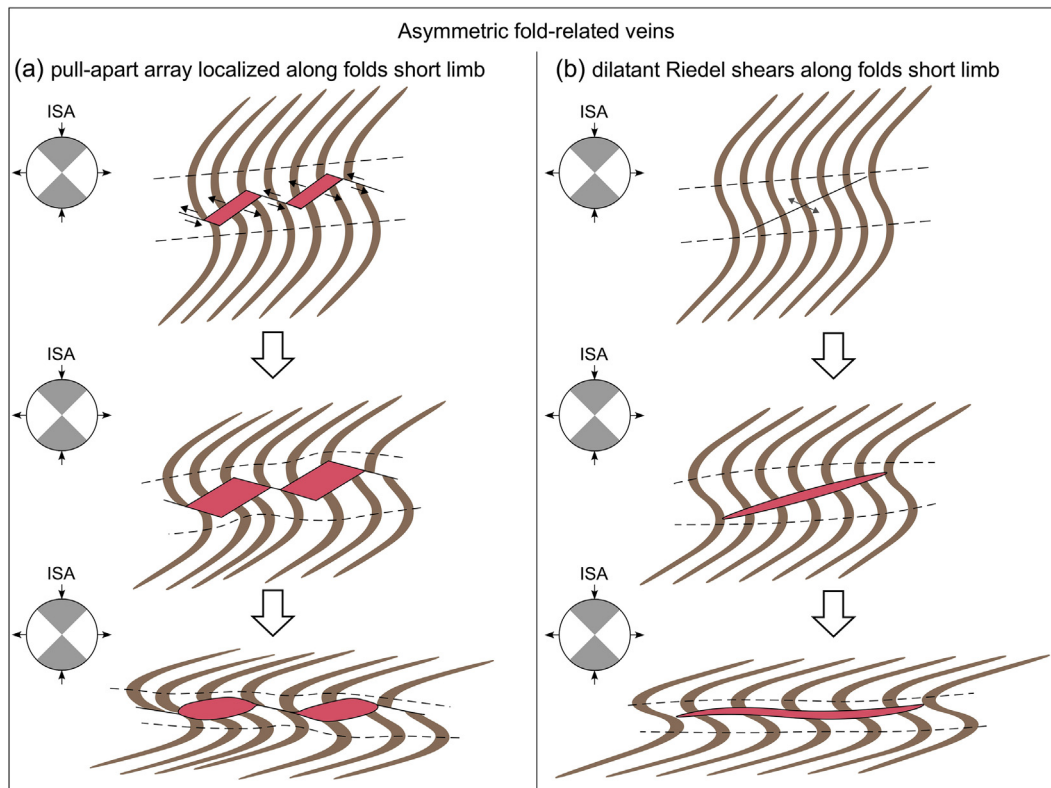 Asymmetric fold-related veins
(a) pull-apart array localized along folds short limb
ISA
ISA
ISA
(b) dilatant Riedel shears along folds short limb
ISA
ISA
ISA